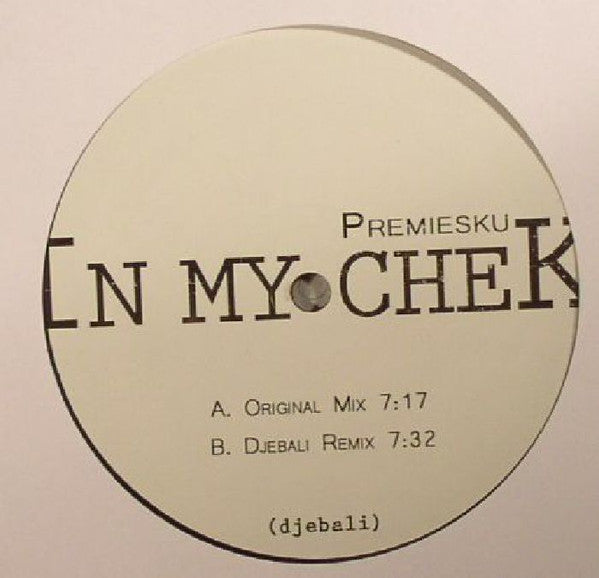 PREMIESKU
IN MY CHEK
A. ORIGINAL MIX 7:17
B. DJEBALI REMIX 7:32
(djebali)